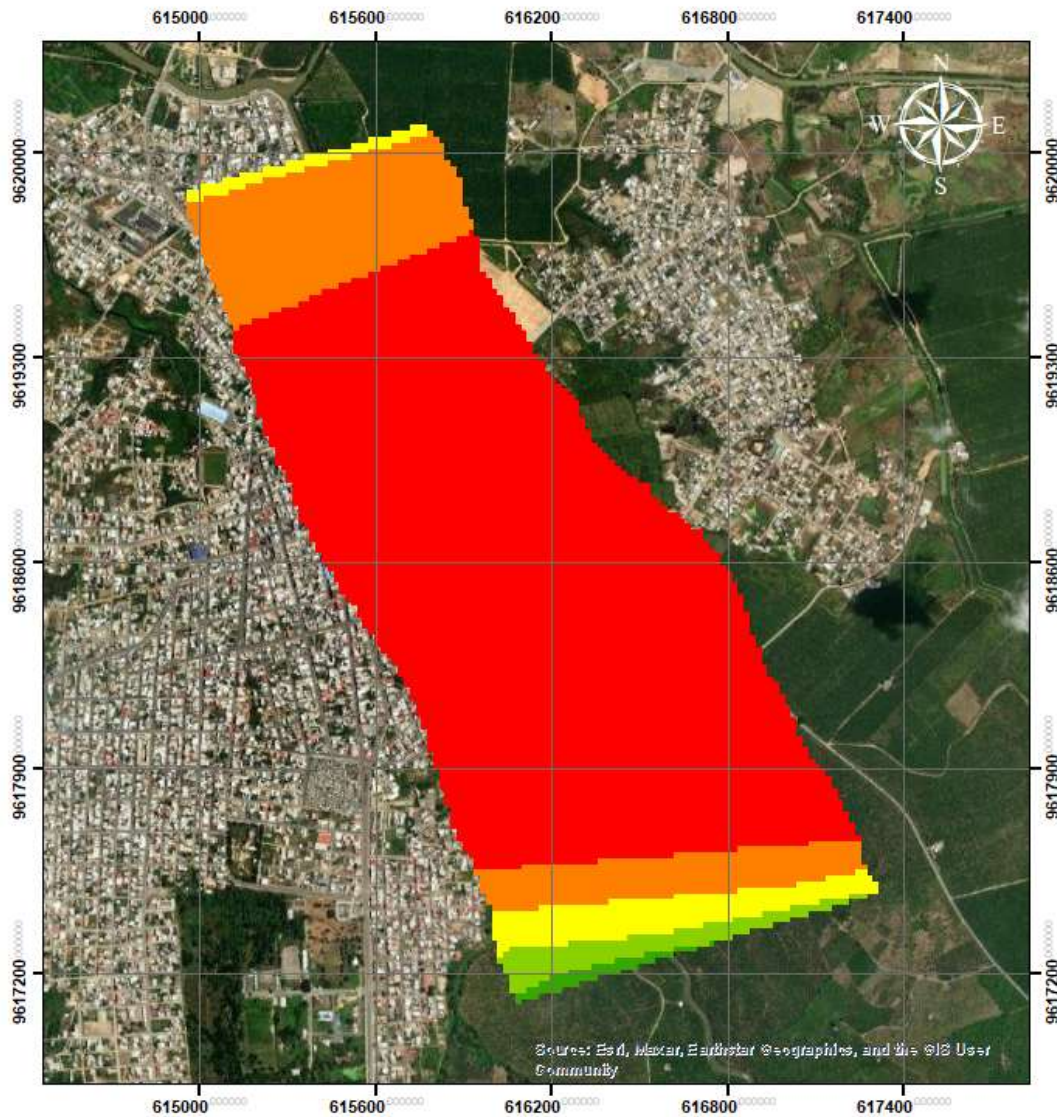 615000 615600 616200 616800 617400
N
W E
S
9620000 9620000
9619300 9619300
9618600 9618600
9617900 9617900
9617200 9617200
Source: Esri, Maxar, Earthstar Geographics, and the GIS User
Community
615000 615600 616200 616800 617400